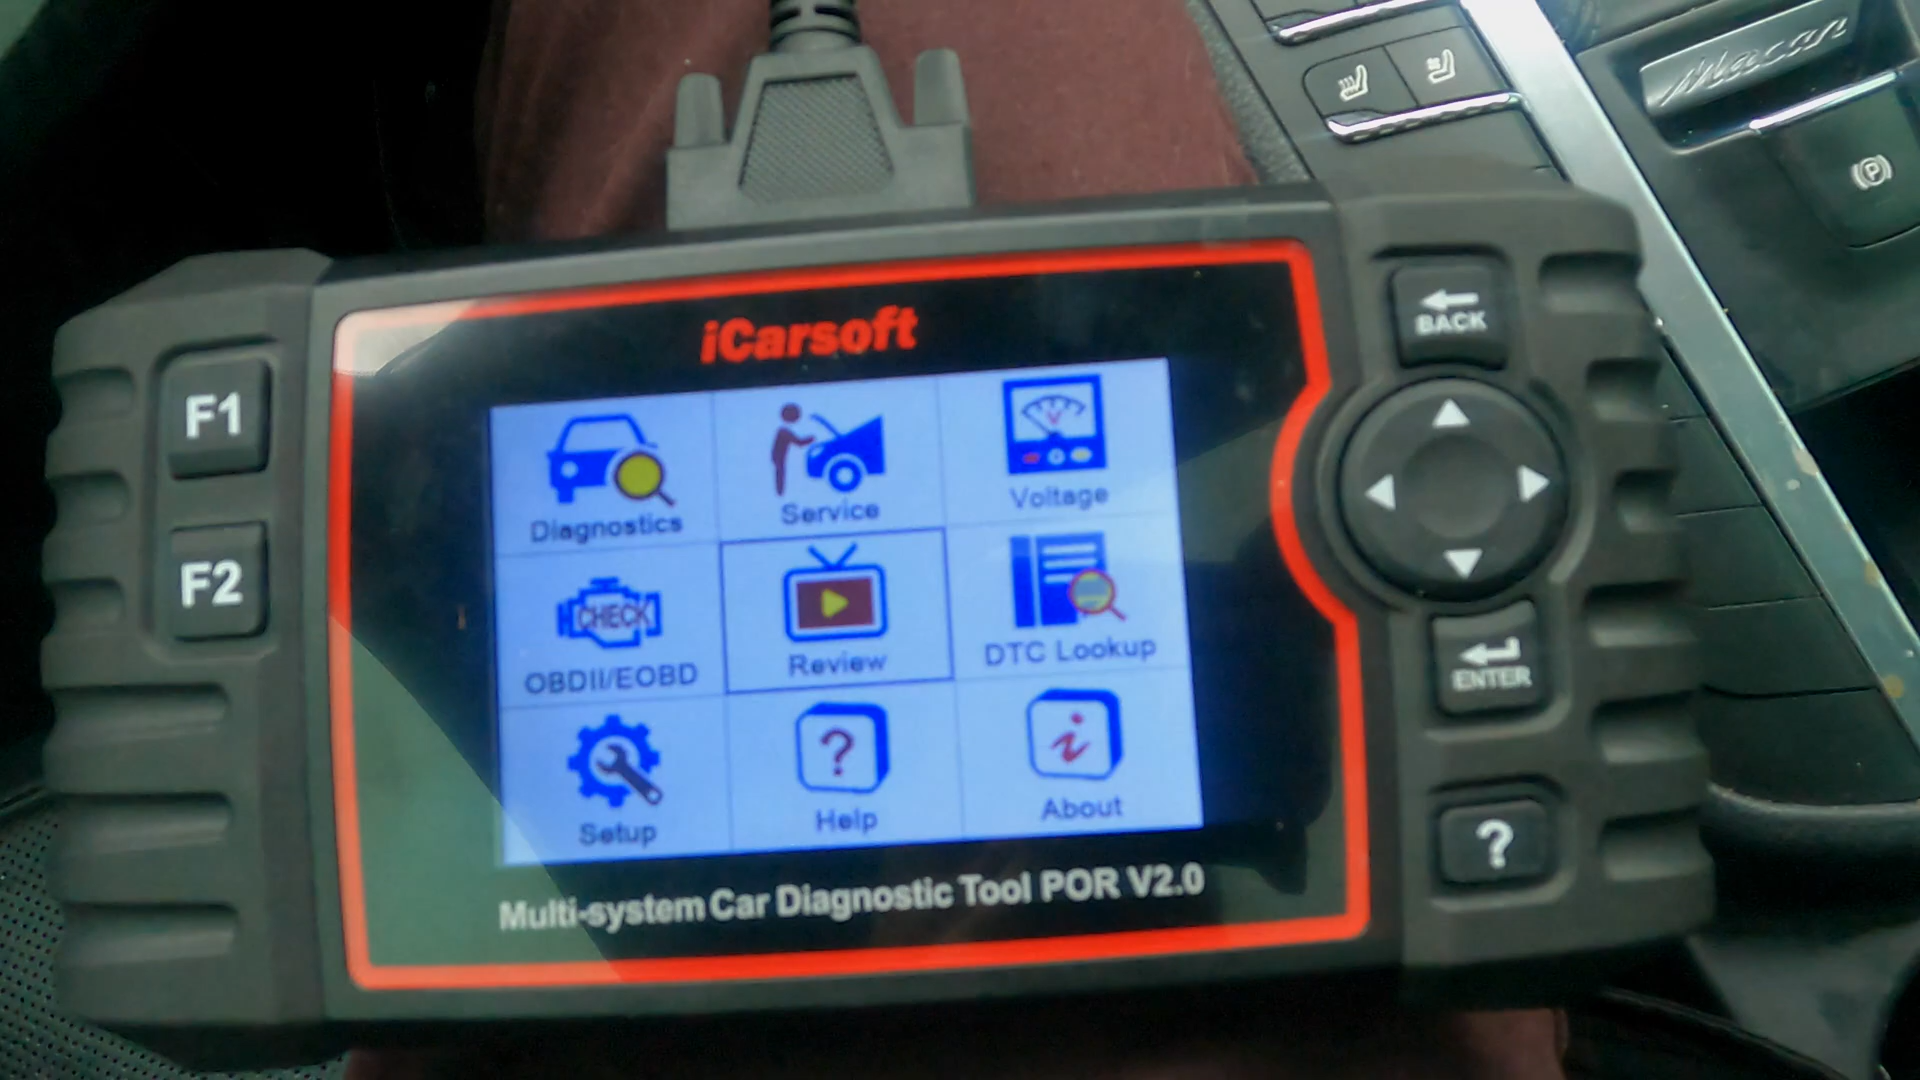 Macan
P
iCarsoft
BACK
F1
F2
Diagnostics
Service
Voltage
V
CHECK
OBDII/EOBD
Review
DTC Lookup
ENTER
Setup
?
Help
i
About
?
Multi-system Car Diagnostic Tool POR V2.0